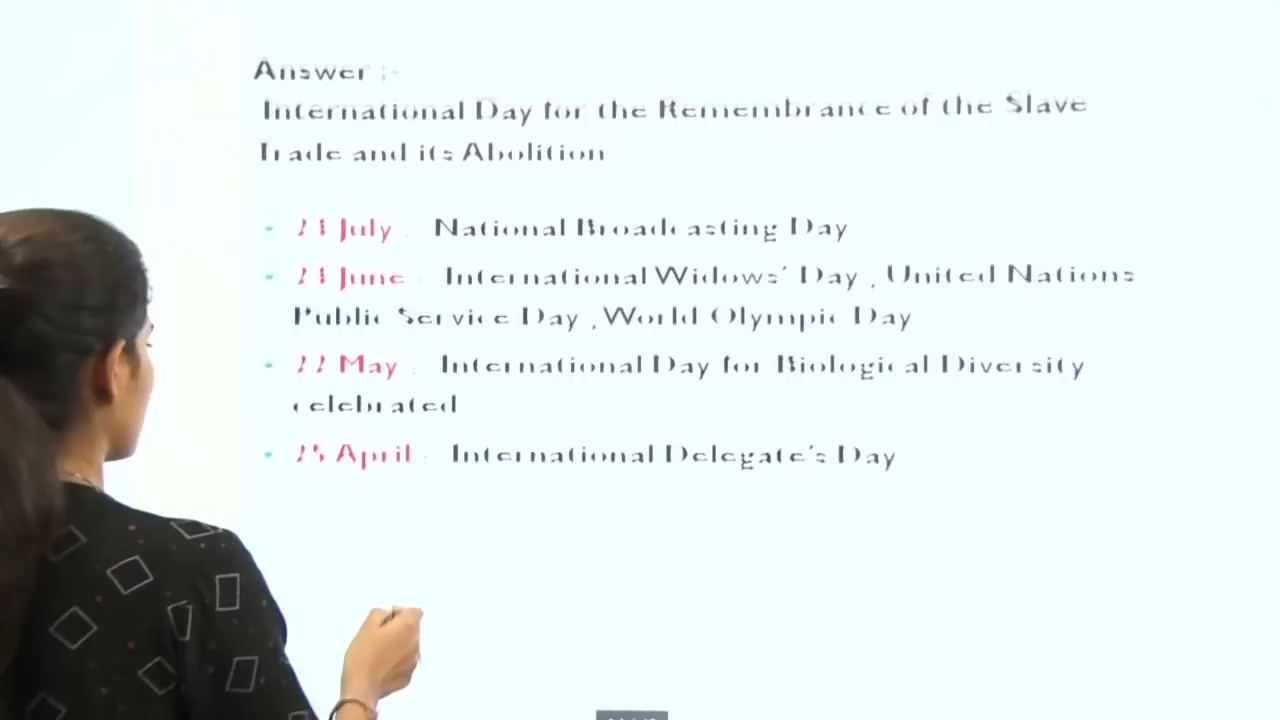 Answer :-
International Day for the Remembrance of the Slave
Trade and its Abolition
23 July : National Broadcasting Day
23 June : International Widows' Day , United Nations
Public Service Day , World Olympic Day
22 May : International Day for Biological Diversity
celebrated
25 April : International Delegate's Day